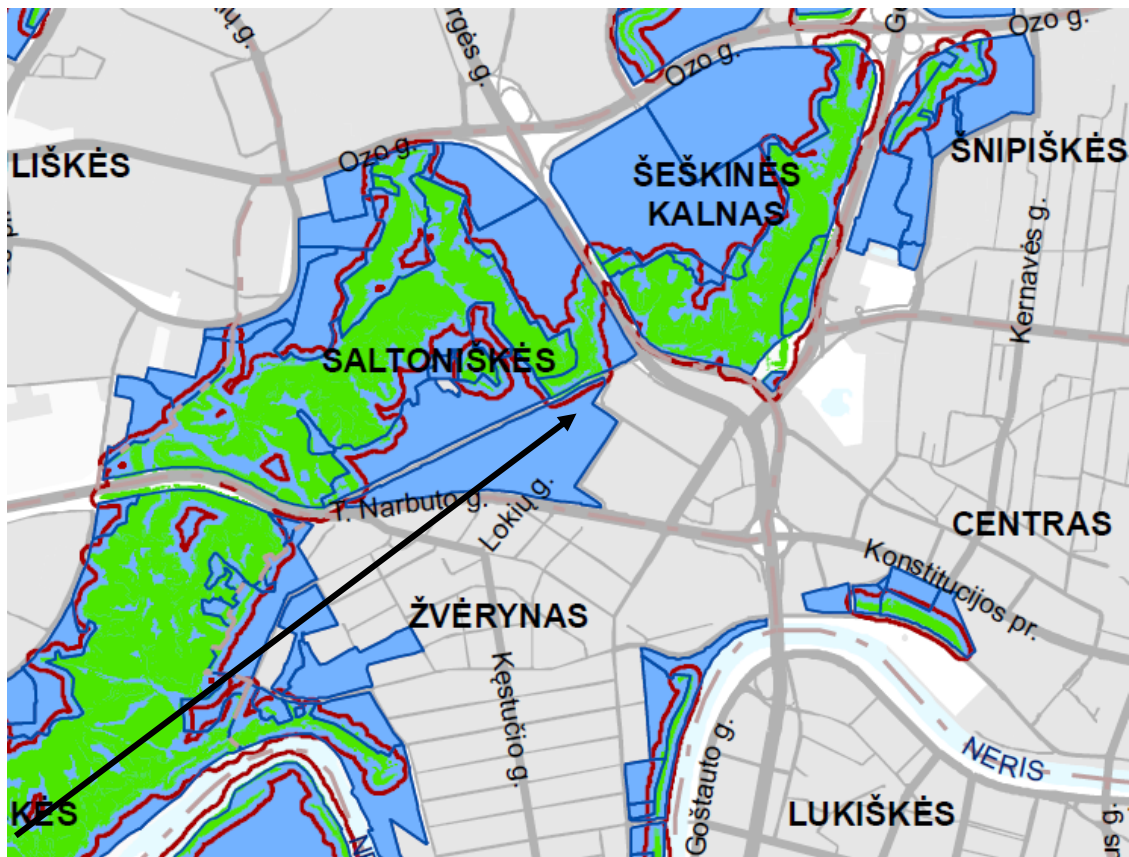 Ozo g.
Ozo g.
Ozo g.
ŠNIPIŠKĖS
LIŠKĖS
ŠEŠKINĖS
KALNAS
Kernavės g.
SALTONIŠKĖS
T. Narbuto g.
Lokių g.
CENTRAS
Konstitucijos pr.
ŽVĖRYNAS
Kęstučio g.
Goštauto g.
NERIS
LUKIŠKĖS
KĖS